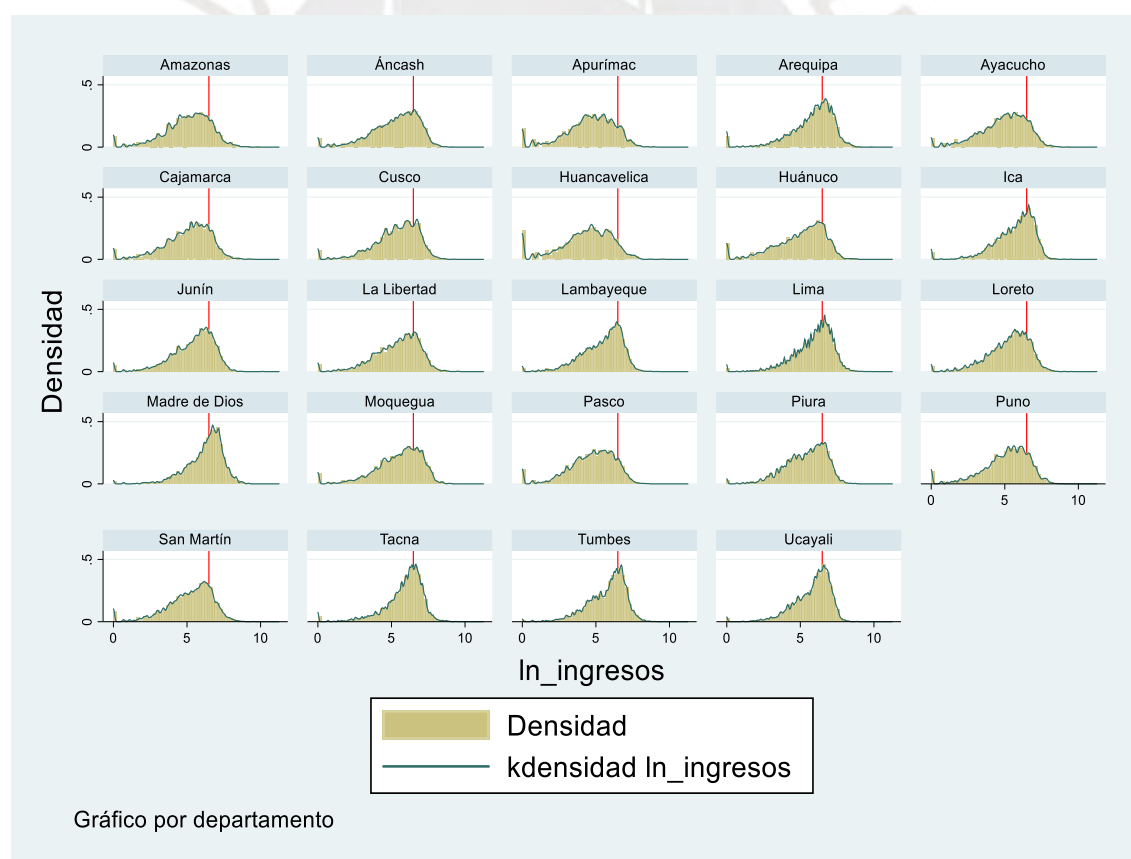 Amazonas Áncash Apurímac Arequipa Ayacucho
.5
0
Cajamarca Cusco Huancavelica Huánuco Ica
.5
0
Junín La Libertad Lambayeque Lima Loreto
.5
0
Madre de Dios Moquegua Pasco Piura Puno
.5
0
0 5 10
San Martín Tacna Tumbes Ucayali
.5
0
0 5 10 0 5 10 0 5 10 0 5 10
Densidad
ln_ingresos
Densidad
kdensidad ln_ingresos
Gráfico por departamento